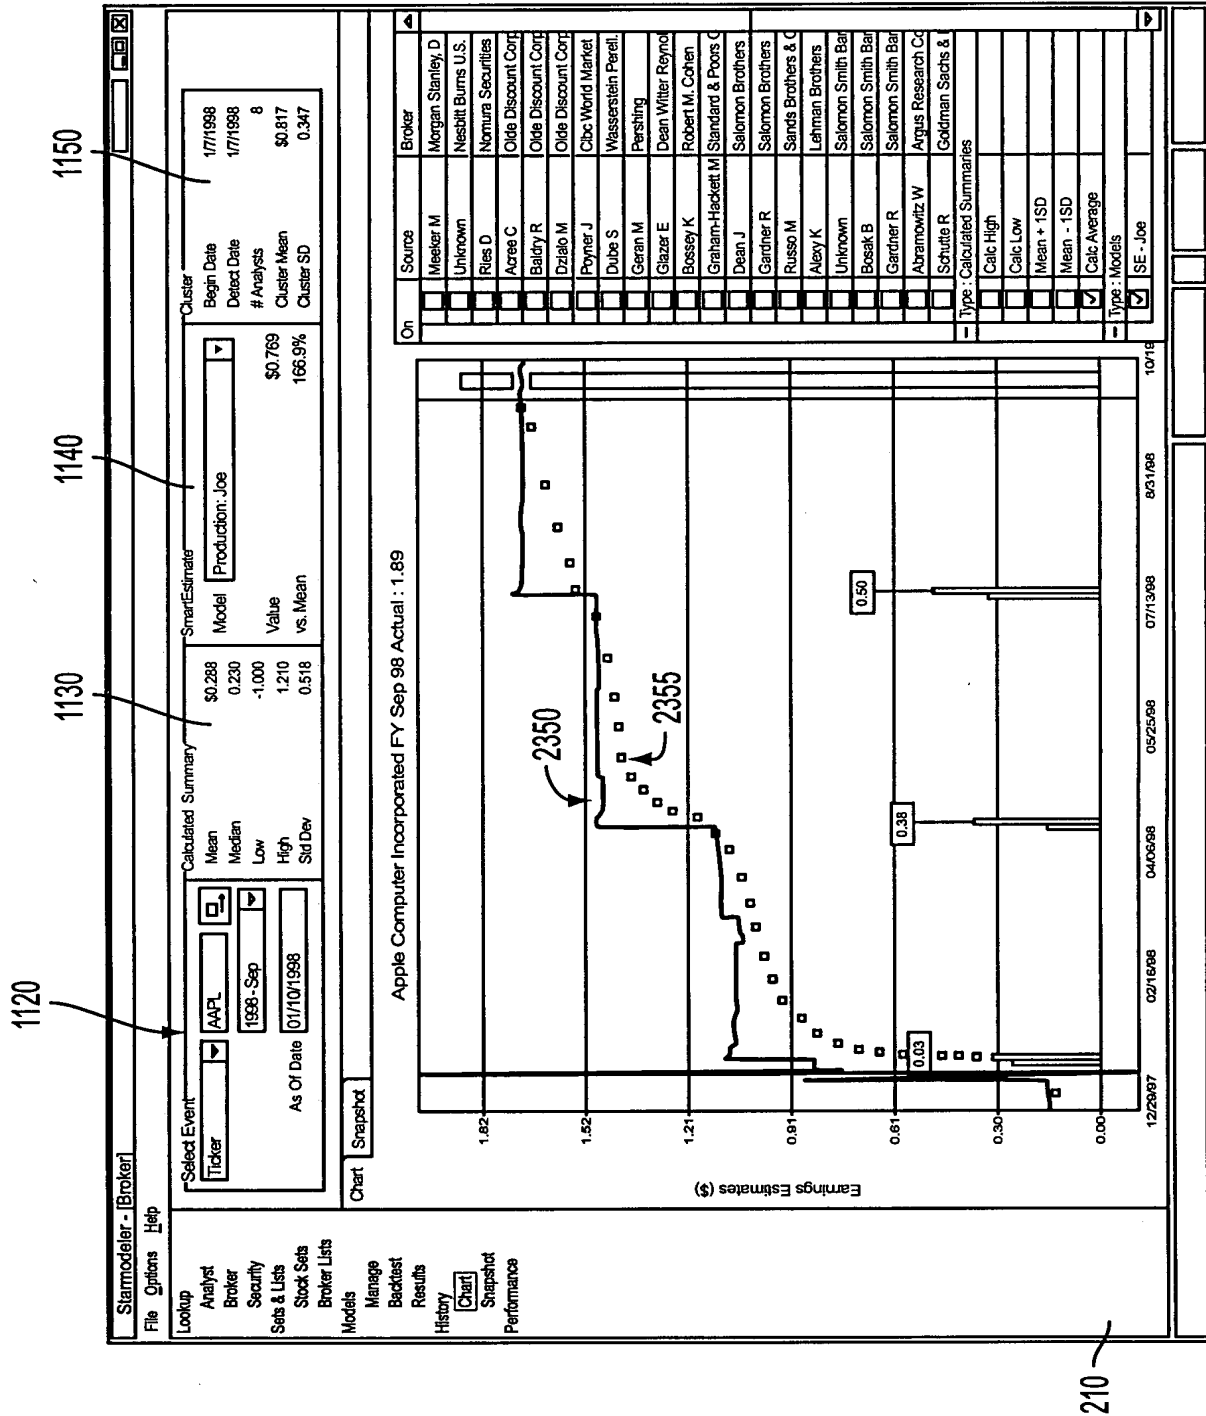 1120
1130
1140
1150
Starmodeler - [Broker]
File Options Help
Lookup
Analyst
Broker
Security
Sets & Lists
Stock Sets
Broker Lists
Models
Manage
Backtest
Results
History
Chart
Snapshot
Performance
Select Event
Ticker
AAPL
1998-Sep
As Of Date 01/10/1998
Calculated Summary
Mean $0.288
Median 0.230
Low -1.000
High 1.210
Std Dev 0.518
SmartEstimate
Model Production: Joe
Value $0.769
vs. Mean 166.9%
Cluster
Begin Date 1/7/1998
Detect Date 1/7/1998
# Analysts 8
Cluster Mean $0.817
Cluster SD 0.347
Chart Snapshot
Apple Computer Incorporated FY Sep 98 Actual : 1.89
Earnings Estimates ($)
1.82
1.52
1.21
0.91
0.61
0.30
0.00
2350
2355
0.03
0.38
0.50
12/29/97 02/16/98 04/06/98 05/25/98 07/13/98 8/31/98 10/19
On Source Broker
Meeker M Morgan Stanley, D
Unknown Nesbitt Burns U.S.
Ries D Nomura Securities
Acree C Olde Discount Corp
Baldry R Olde Discount Corp
Dzialo M Olde Discount Corp
Poyner J Cibc World Market
Dube S Wasserstein Perell.
Geran M Pershing
Glazer E Dean Witter Reynol
Bossey K Robert M. Cohen
Graham-Hackett M Standard & Poors C
Dean J Salomon Brothers
Gardner R Salomon Brothers
Russo M Sands Brothers & C
Alexy K Lehman Brothers
Unknown Salomon Smith Bar
Bosak B Salomon Smith Bar
Gardner R Salomon Smith Bar
Abramowitz W Argus Research Co
Schutte R Goldman Sachs &
- Type : Calculated Summaries
Calc High
Calc Low
Mean + 1SD
Mean - 1SD
Calc Average
- Type : Models
SE - Joe
210